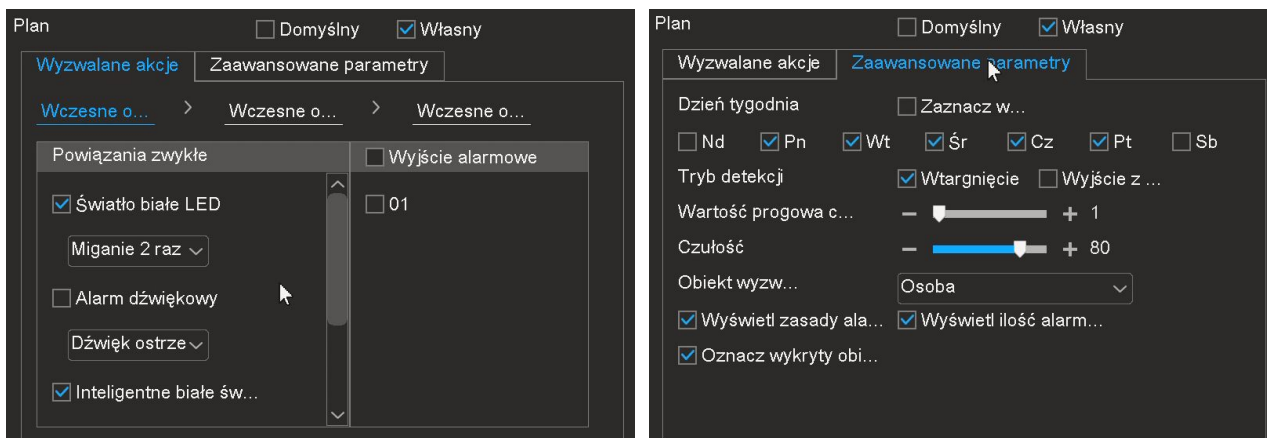 Plan
Domyślny Własny
Wyzwalane akcje Zaawansowane parametry
Wczesne o... > Wczesne o... > Wczesne o...
Powiązania zwykłe Wyjście alarmowe
Światło białe LED 01
Miganie 2 raz
Alarm dźwiękowy
Dźwięk ostrze
Inteligentne białe św...
Plan
Domyślny Własny
Wyzwalane akcje Zaawansowane parametry
Dzień tygodnia Zaznacz w...
Nd Pn Wt Śr Cz Pt Sb
Tryb detekcji Wtargnięcie Wyjście z ...
Wartość progowa c... − + 1
Czułość − + 80
Obiekt wyzw... Osoba
Wyświetl zasady ala... Wyświetl ilość alarm...
Oznacz wykryty obi...